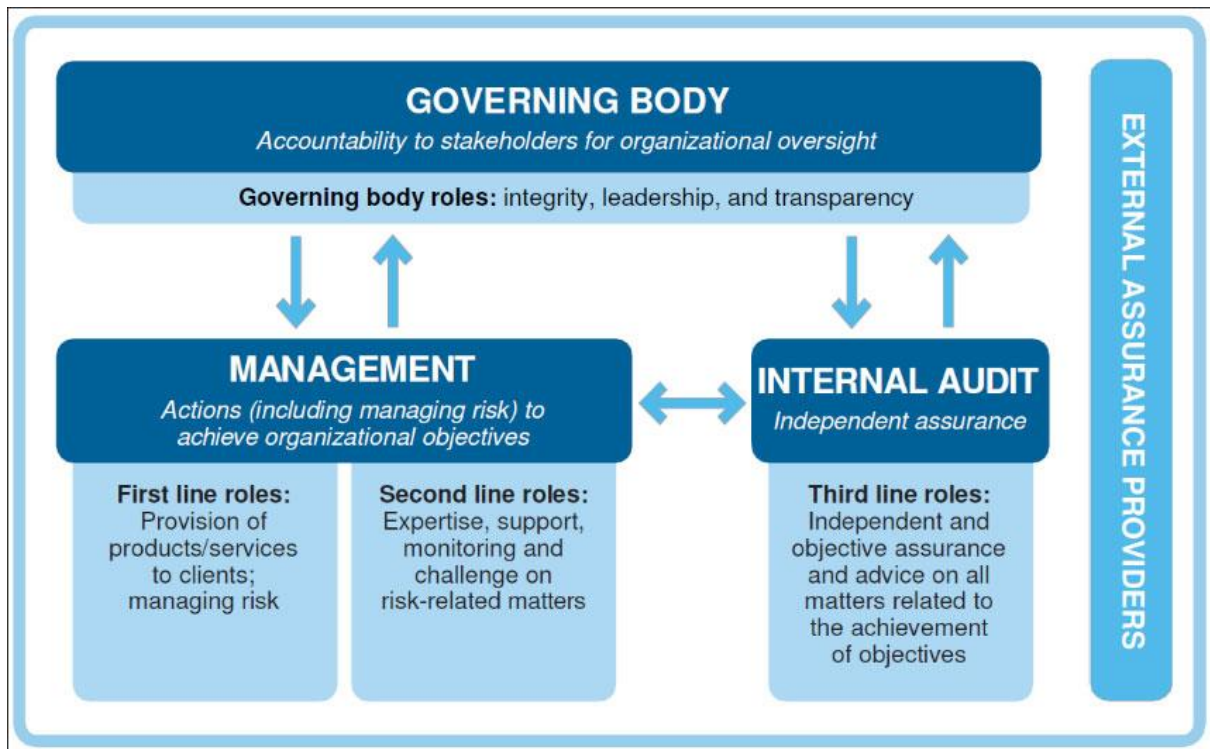 GOVERNING BODY
Accountability to stakeholders for organizational oversight
Governing body roles: integrity, leadership, and transparency
MANAGEMENT
Actions (including managing risk) to
achieve organizational objectives
First line roles:
Provision of
products/services
to clients;
managing risk
Second line roles:
Expertise, support,
monitoring and
challenge on
risk-related matters
INTERNAL AUDIT
Independent assurance
Third line roles:
Independent and
objective assurance
and advice on all
matters related to
the achievement
of objectives
EXTERNAL ASSURANCE PROVIDERS